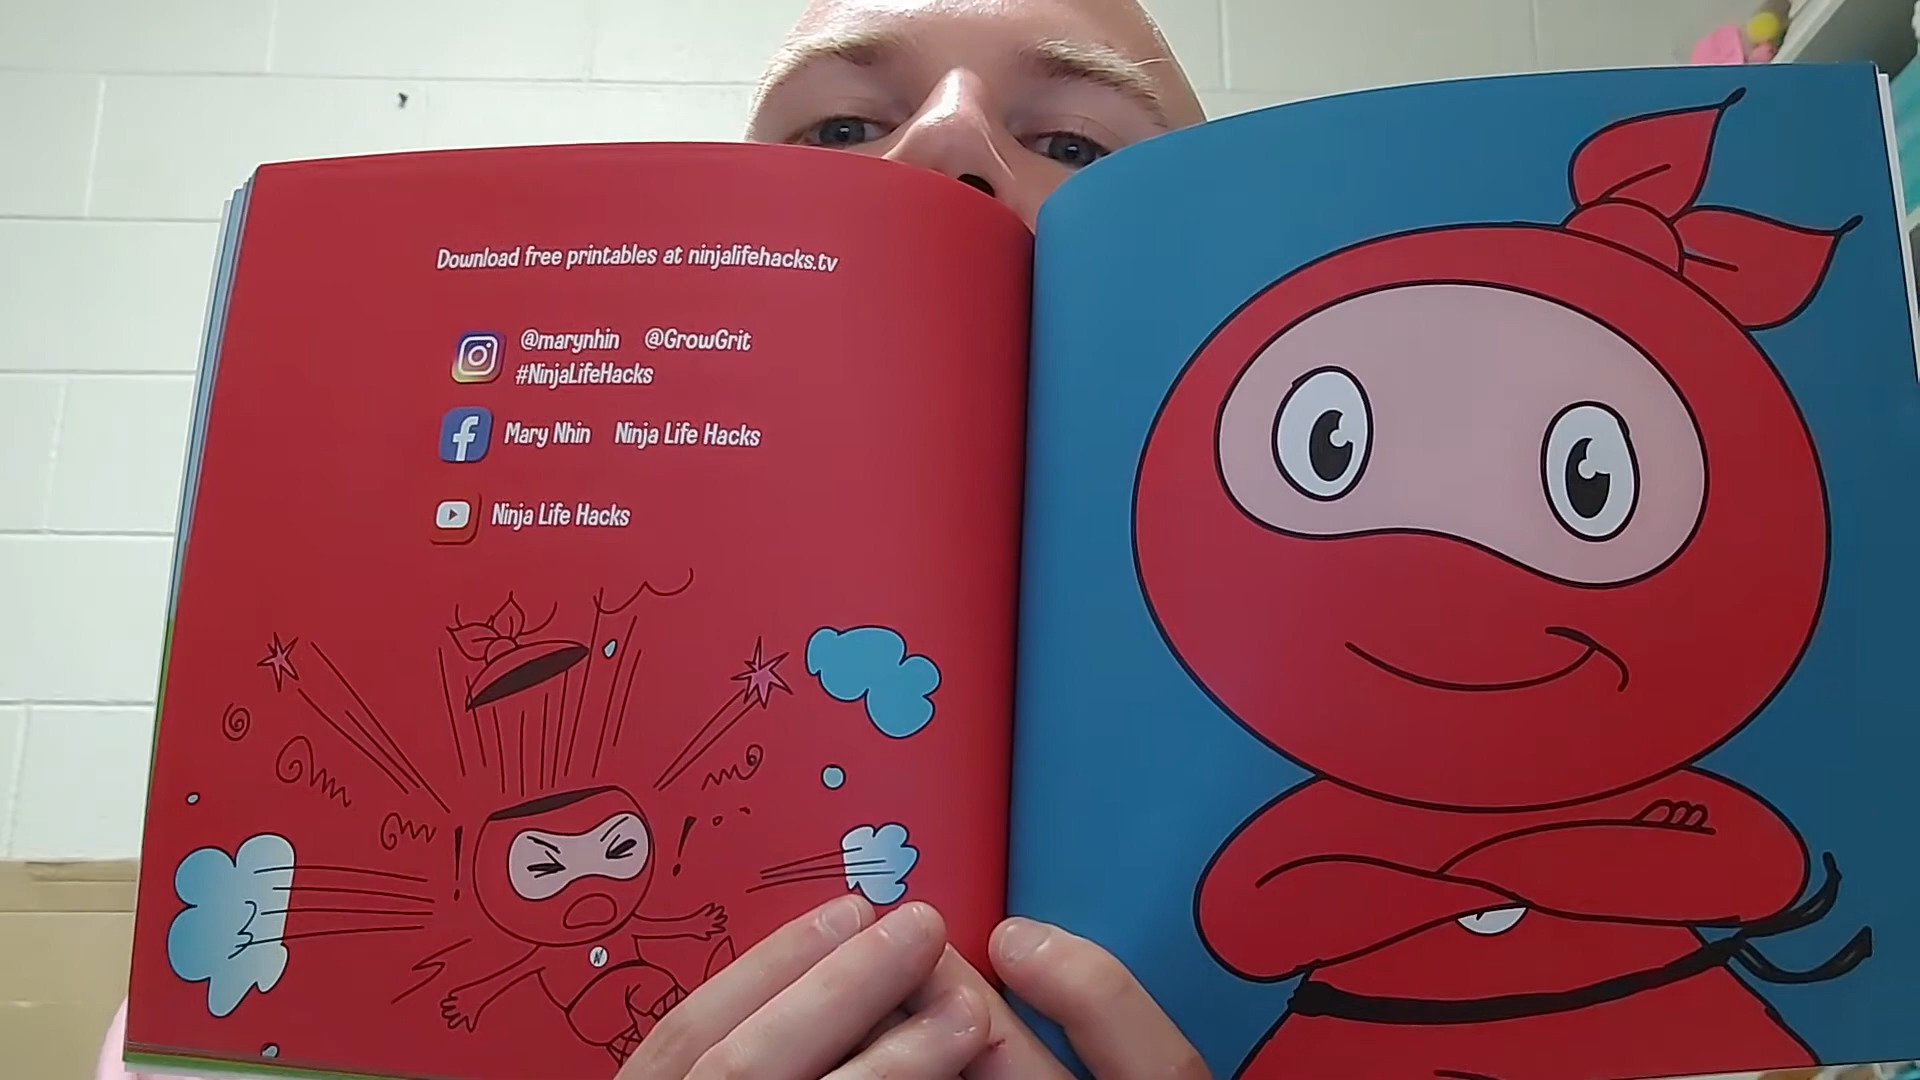 Download free printables at ninjalifehacks.tv
@marynhin @GrowGrit
#NinjaLifeHacks
Mary Nhin Ninja Life Hacks
Ninja Life Hacks
! !
N